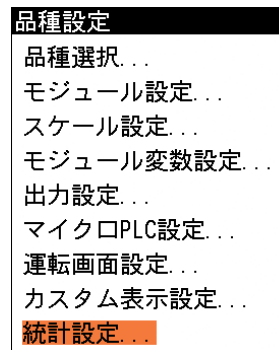 品種設定
品種選択...
モジュール設定...
スケール設定...
モジュール変数設定...
出力設定...
マイクロPLC設定...
運転画面設定...
カスタム表示設定...
統計設定...